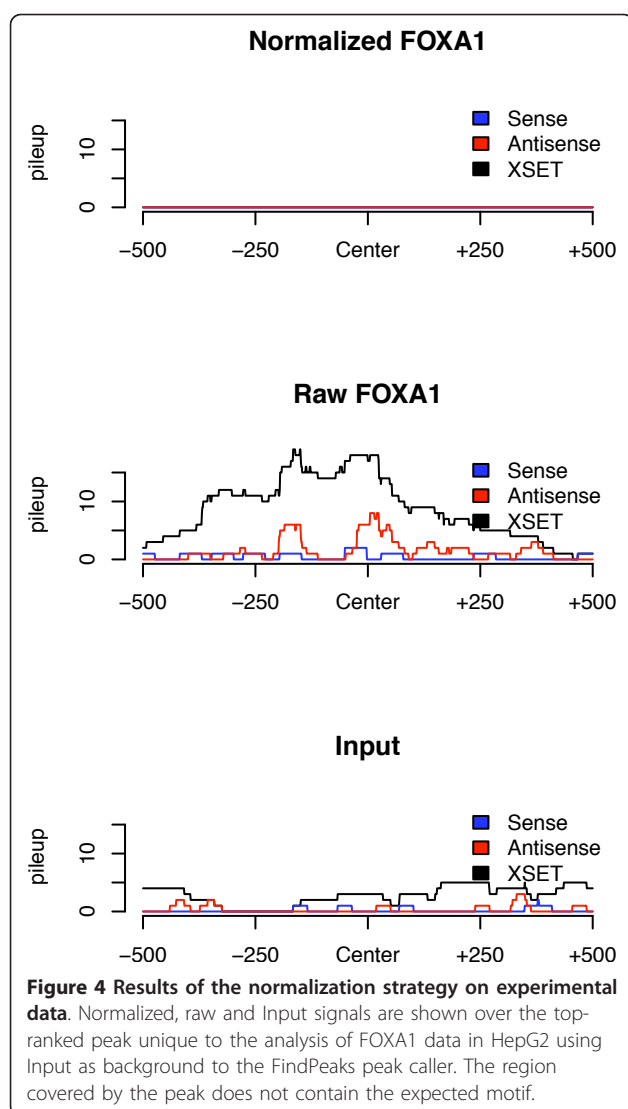 Normalized FOXA1
pileup
10
0
Sense
Antisense
XSET
−500 −250 Center +250 +500
Raw FOXA1
pileup
10
0
Sense
Antisense
XSET
−500 −250 Center +250 +500
Input
pileup
10
0
Sense
Antisense
XSET
−500 −250 Center +250 +500
Figure 4 Results of the normalization strategy on experimental
data. Normalized, raw and Input signals are shown over the top-
ranked peak unique to the analysis of FOXA1 data in HepG2 using
Input as background to the FindPeaks peak caller. The region
covered by the peak does not contain the expected motif.